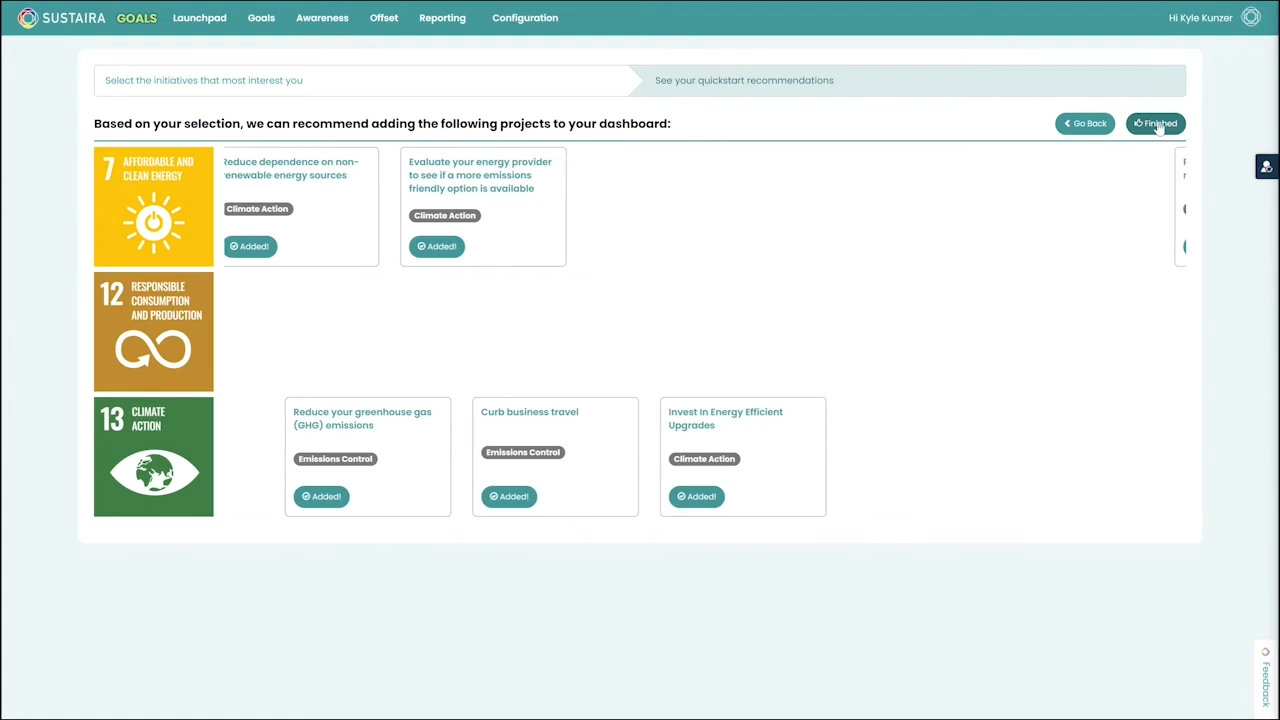 SUSTAIRA GOALS Launchpad Goals Awareness Offset Reporting Configuration Hi Kyle Kunzer
Select the initiatives that most interest you See your quickstart recommendations
Based on your selection, we can recommend adding the following projects to your dashboard: Go Back Finished
7 AFFORDABLE AND
CLEAN ENERGY
Reduce dependence on non-
renewable energy sources
Climate Action
Added!
Evaluate your energy provider
to see if a more emissions
friendly option is available
Climate Action
Added!
12 RESPONSIBLE
CONSUMPTION
AND PRODUCTION
13 CLIMATE
ACTION
Reduce your greenhouse gas
(GHG) emissions
Emissions Control
Added!
Curb business travel
Emissions Control
Added!
Invest In Energy Efficient
Upgrades
Climate Action
Added!
Feedback